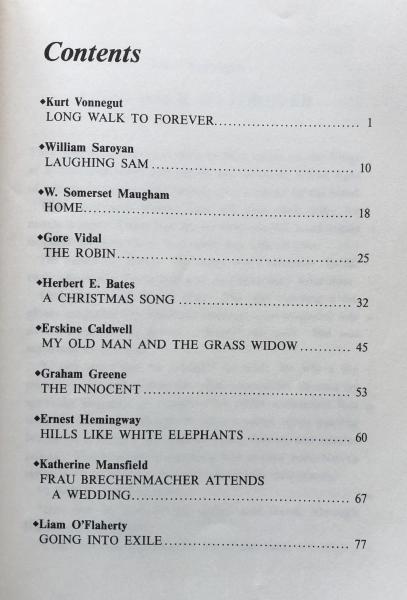 Contents
◆Kurt Vonnegut
LONG WALK TO FOREVER.............................. 1
◆William Saroyan
LAUGHING SAM.......................................... 10
◆W. Somerset Maugham
HOME........................................................ 18
◆Gore Vidal
THE ROBIN................................................. 25
◆Herbert E. Bates
A CHRISTMAS SONG.................................... 32
◆Erskine Caldwell
MY OLD MAN AND THE GRASS WIDOW........... 45
◆Graham Greene
THE INNOCENT........................................... 53
◆Ernest Hemingway
HILLS LIKE WHITE ELEPHANTS...................... 60
◆Katherine Mansfield
FRAU BRECHENMACHER ATTENDS
A WEDDING............................................... 67
◆Liam O'Flaherty
GOING INTO EXILE....................................... 77